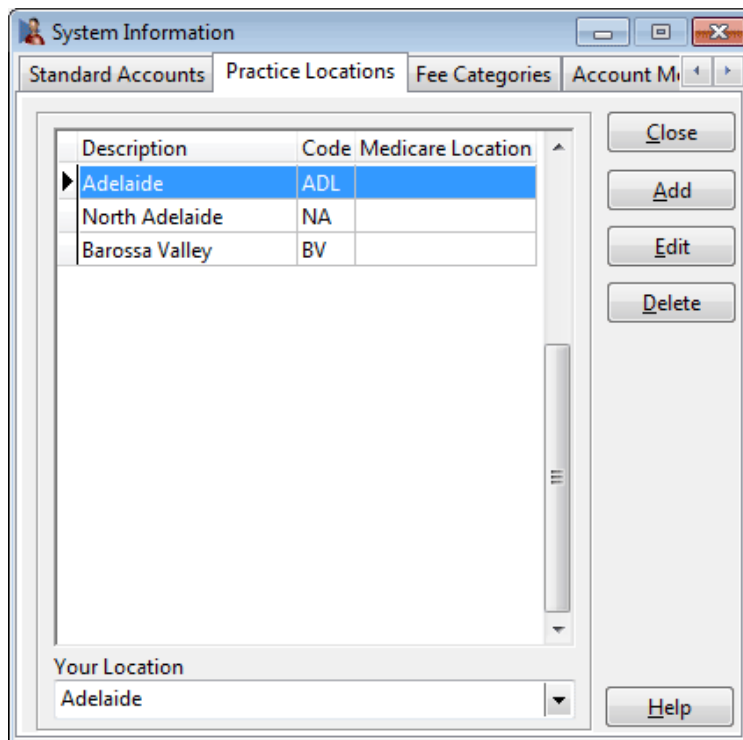 System Information
Standard Accounts Practice Locations Fee Categories Account M
Description Code Medicare Location
Adelaide ADL
North Adelaide NA
Barossa Valley BV
Close
Add
Edit
Delete
Your Location
Adelaide
Help